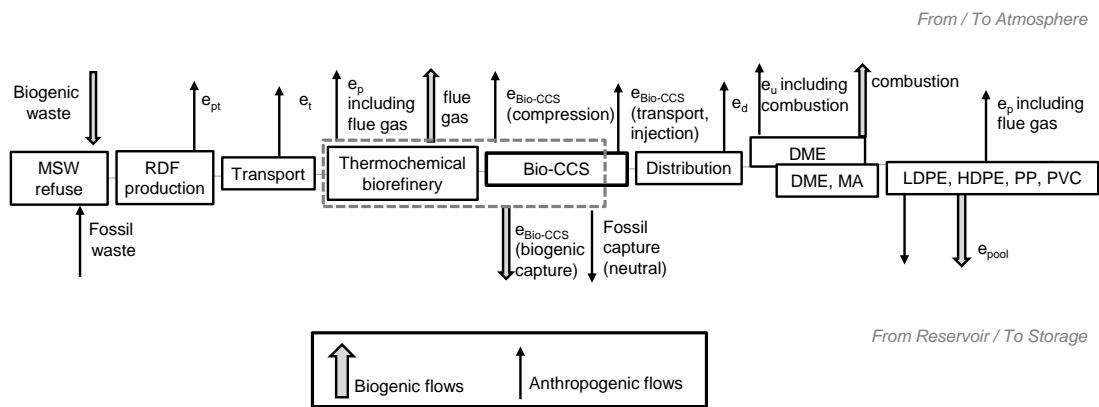 From / To Atmosphere
Biogenic
waste
e_pt
e_t
e_p
including
flue gas
flue
gas
e_Bio-CCS
(compression)
e_Bio-CCS
(transport,
injection)
e_d
e_u including
combustion
combustion
e_p including
flue gas
MSW
refuse
RDF
production
Transport
Thermochemical
biorefinery
Bio-CCS
Distribution
DME
DME, MA
LDPE, HDPE, PP, PVC
Fossil
waste
e_Bio-CCS
(biogenic
capture)
Fossil
capture
(neutral)
e_pool
From Reservoir / To Storage
Biogenic flows
Anthropogenic flows